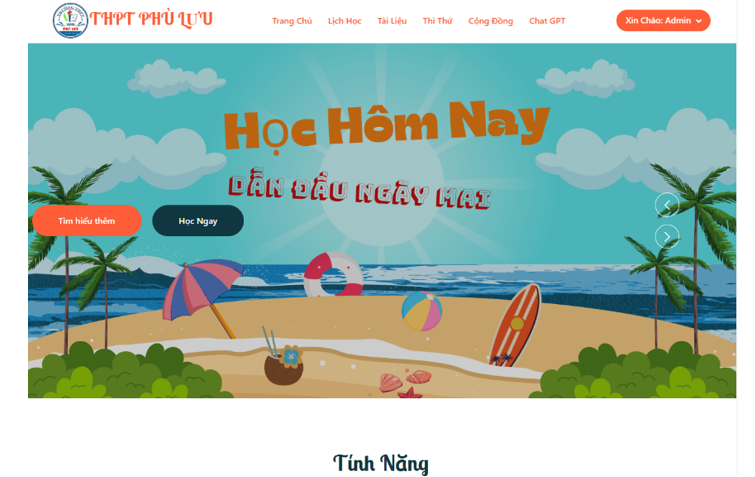 THPT PHÙ LƯU
Trang Chủ Lịch Học Tài Liệu Thi Thử Cộng Đồng Chat GPT
Xin Chào: Admin
Học Hôm Nay
DẪN ĐẦU NGÀY MAI
Tìm hiểu thêm Học Ngay
Tính Năng